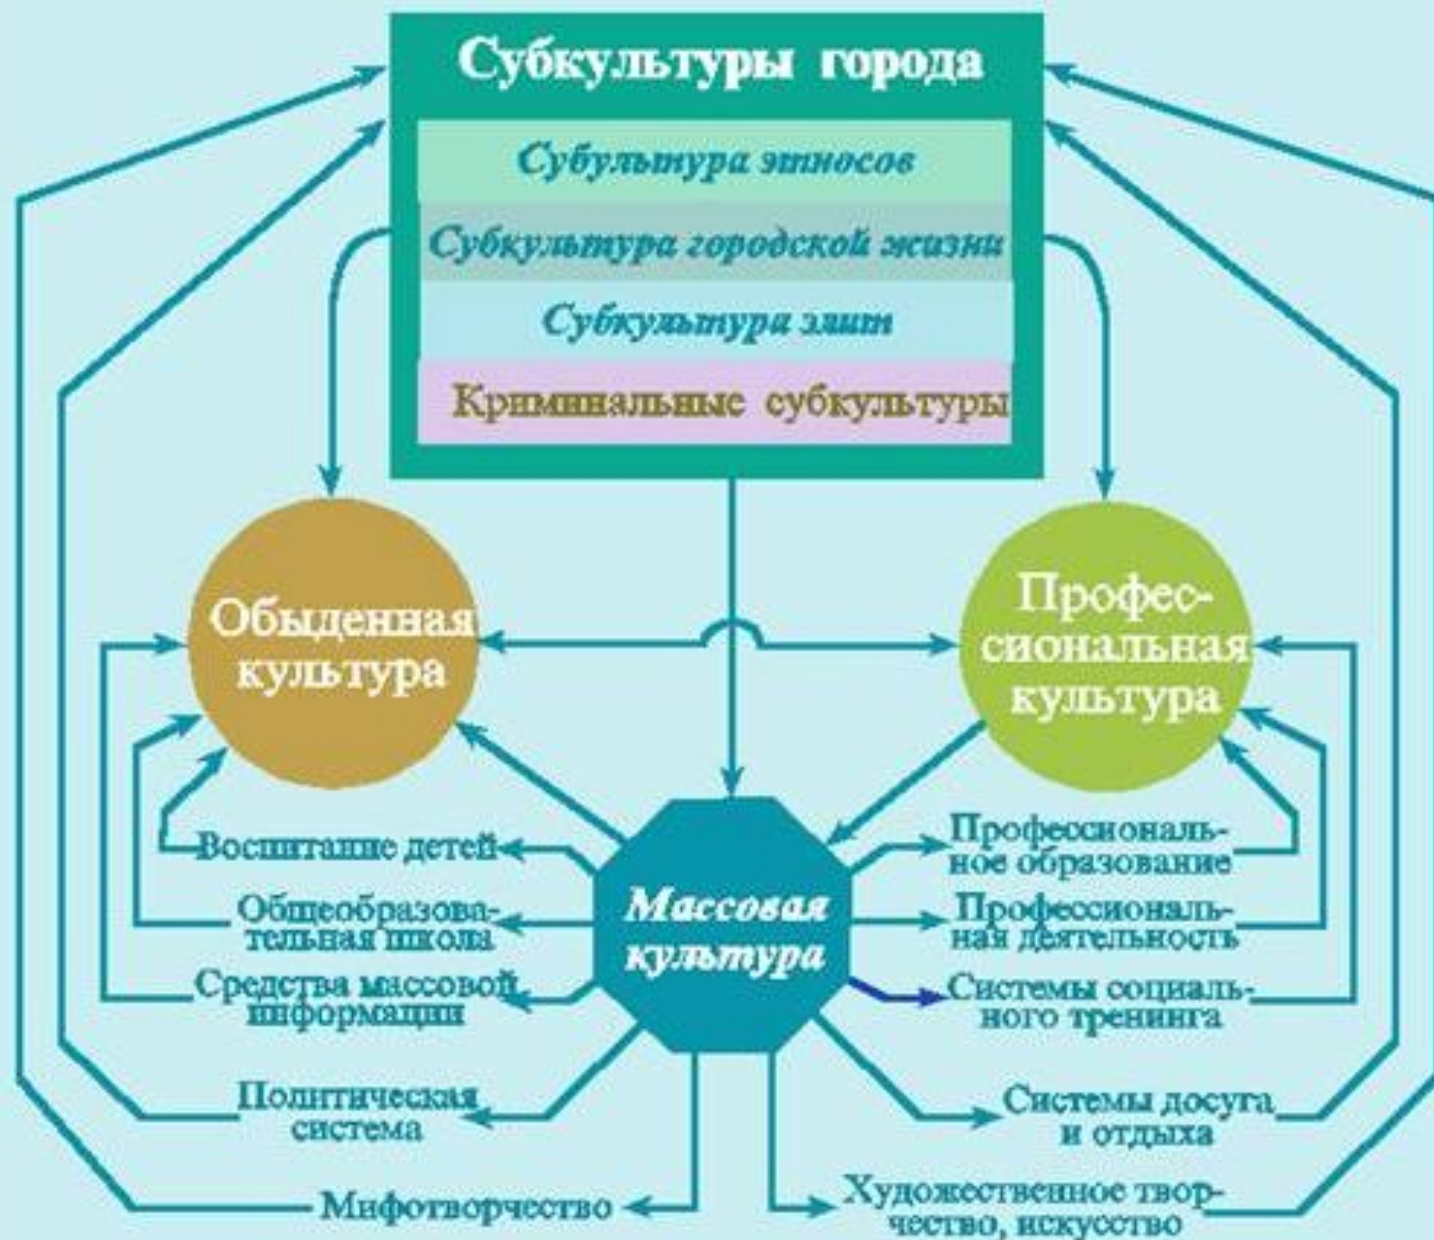 Субкультуры города
Субультура этносов
Субкультура городской жизни
Субкультура элит
Криминальные субкультуры
Обыденная
культура
Профес-
сиональная
культура
Массовая
культура
Воспитание детей
Общеобразова-
тельная школа
Средства массовой
информации
Политическая
система
Мифотворчество
Профессиональ-
ное образование
Профессиональ-
ная деятельность
Системы социаль-
ного тренинга
Системы досуга
и отдыха
Художественное твор-
чество, искусство